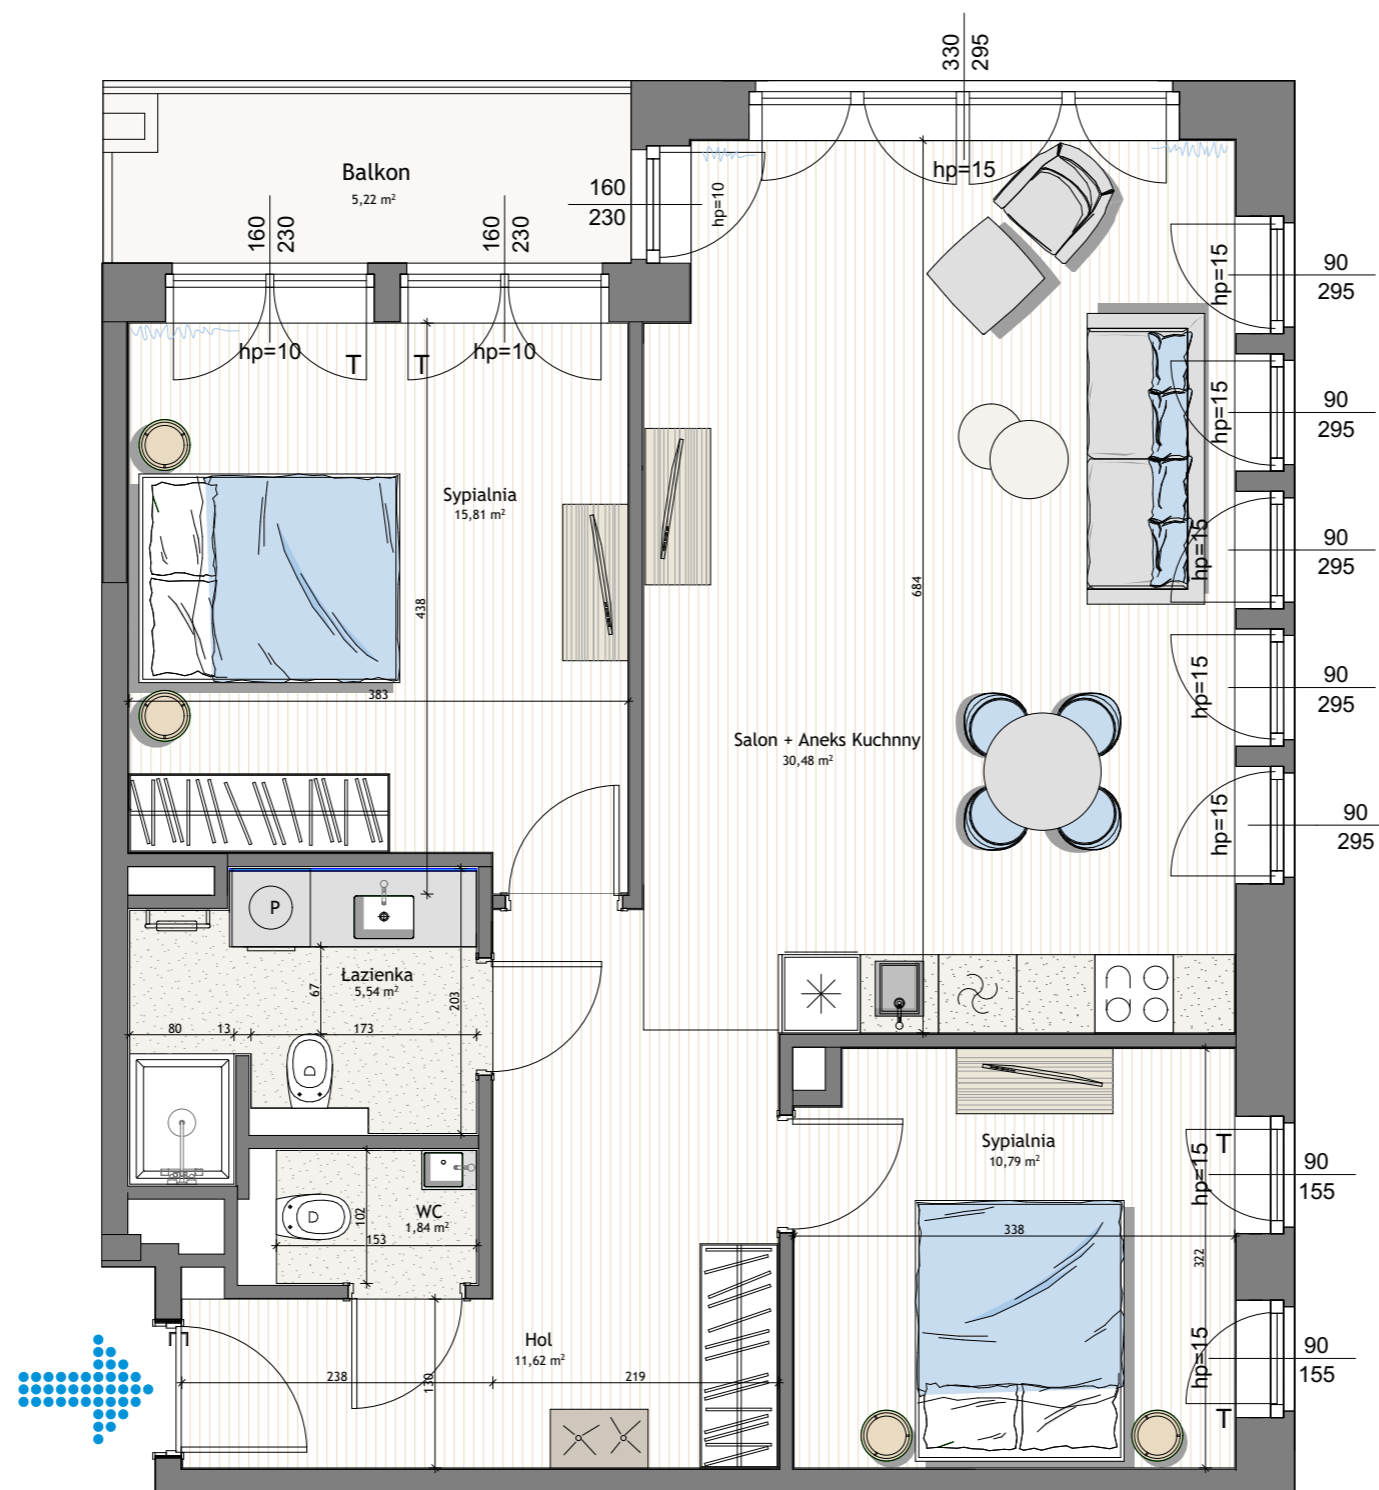 330
295
Balkon
5,22 m²
160
230
hp=10
hp=15
160
230
160
230
hp=10
T
T
hp=10
hp=15
90
295
hp=15
90
295
hp=15
90
295
hp=15
90
295
hp=15
90
295
Sypialnia
15,81 m²
438
383
684
Salon + Aneks Kuchnny
30,48 m²
P
Łazienka
5,54 m²
67
203
80
13
173
D
WC
1,84 m²
102
153
D
Sypialnia
10,79 m²
T
hp=15
90
155
338
322
hp=15
90
155
T
Hol
11,62 m²
238
130
219
T